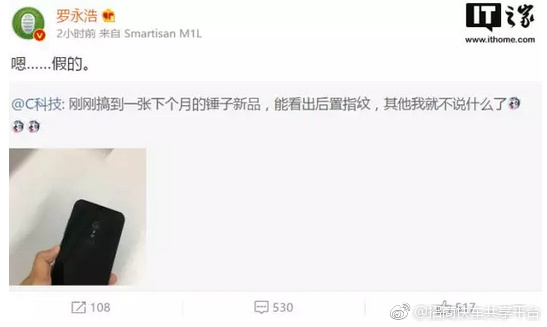 罗永浩
IT之家
2小时前 来自 Smartisan M1L
www.ithome.com
嗯……假的。
@C科技: 刚刚搞到一张下个月的锤子新品，能看出后置指纹，其他我就不说什么了
108
530
517